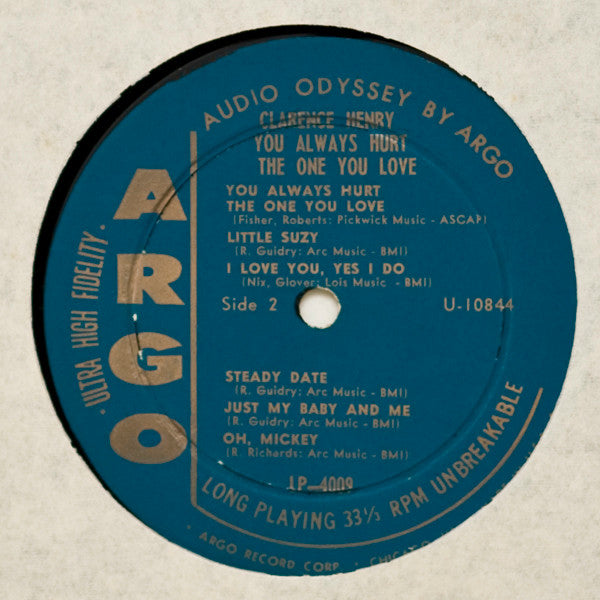 AUDIO ODYSSEY BY ARGO
CLARENCE HENRY
YOU ALWAYS HURT
THE ONE YOU LOVE
YOU ALWAYS HURT
THE ONE YOU LOVE
(Fisher, Roberts: Pickwick Music - ASCAP)
LITTLE SUZY
(R. Guidry: Arc Music - BMI)
I LOVE YOU, YES I DO
(Nix, Glover: Lois Music - BMI)
Side 2
U-10844
STEADY DATE
(R. Guidry: Arc Music - BMI)
JUST MY BABY AND ME
(R. Guidry: Arc Music - BMI)
OH, MICKEY
(R. Richards: Arc Music - BMI)
LP-4009
ARGO
· ULTRA HIGH FIDELITY ·
LONG PLAYING 33⅓ RPM UNBREAKABLE
· ARGO RECORD CORP. · CHICAGO